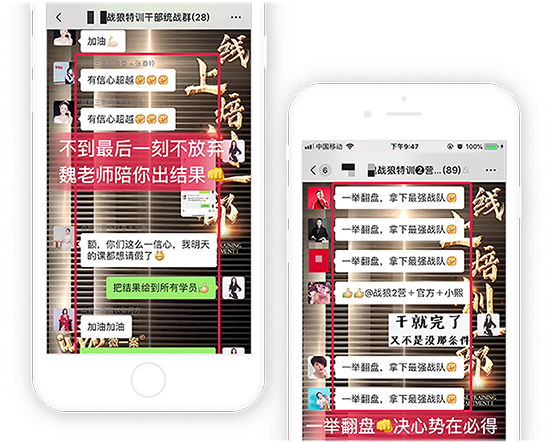 战狼特训干部统战群(28)
加油💪
有信心超越✊✊✊
有信心超越✊✊✊
不到最后一刻不放弃
魏老师陪你出结果👊
额，你们这么一信心，我明天
的课都想请假了
把结果给到所有学员👍
加油加油
微一案®
线上培训部
中国移动
下午9:47
100%
6
战狼特训❷营...(89)
一举翻盘，拿下最强战队✊
一举翻盘，拿下最强战队✊
一举翻盘，拿下最强战队✊
👍👍@战狼2营＋官方＋小熙
干就完了
又不是没那条件
一举翻盘，拿下最强战队✊
一举翻盘，拿下最强战队✊
一举翻盘👊决心势在必得
线上培训部